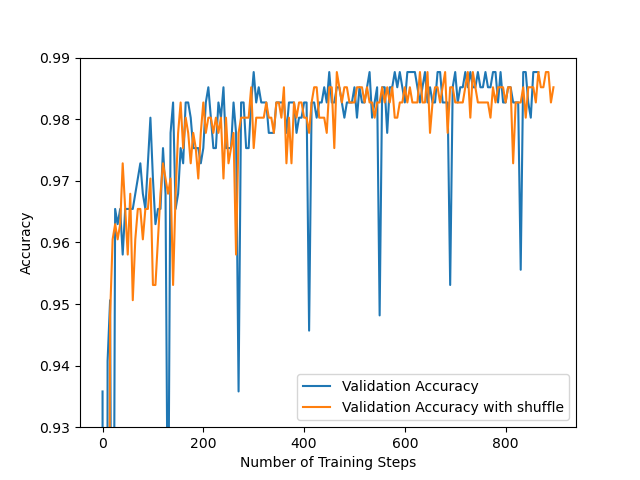 0.99
0.98
0.97
0.96
0.95
0.94
0.93
Accuracy
0 200 400 600 800
Number of Training Steps
Validation Accuracy
Validation Accuracy with shuffle